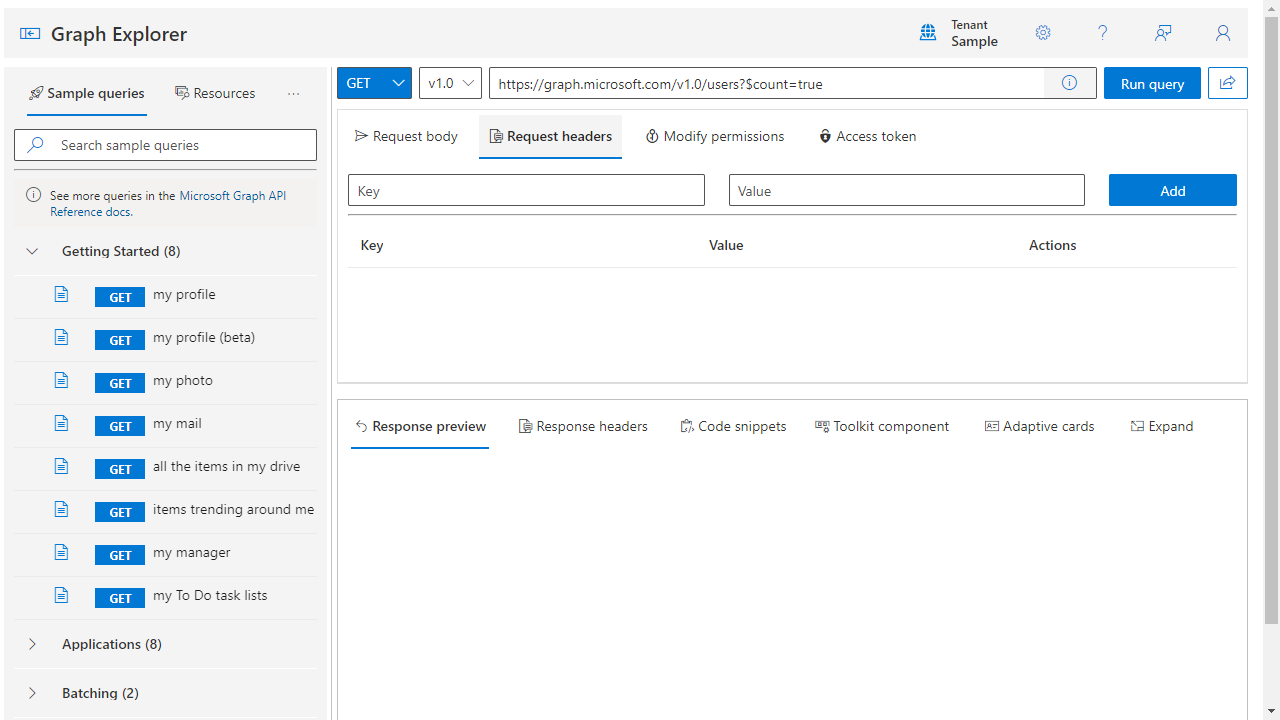 Graph Explorer
Tenant
Sample
Sample queries
Resources
...
Search sample queries
See more queries in the Microsoft Graph API
Reference docs.
Getting Started (8)
GET my profile
GET my profile (beta)
GET my photo
GET my mail
GET all the items in my drive
GET items trending around me
GET my manager
GET my To Do task lists
Applications (8)
Batching (2)
GET
v1.0
https://graph.microsoft.com/v1.0/users?$count=true
Run query
Request body
Request headers
Modify permissions
Access token
Key
Value
Add
Key
Value
Actions
Response preview
Response headers
Code snippets
Toolkit component
Adaptive cards
Expand